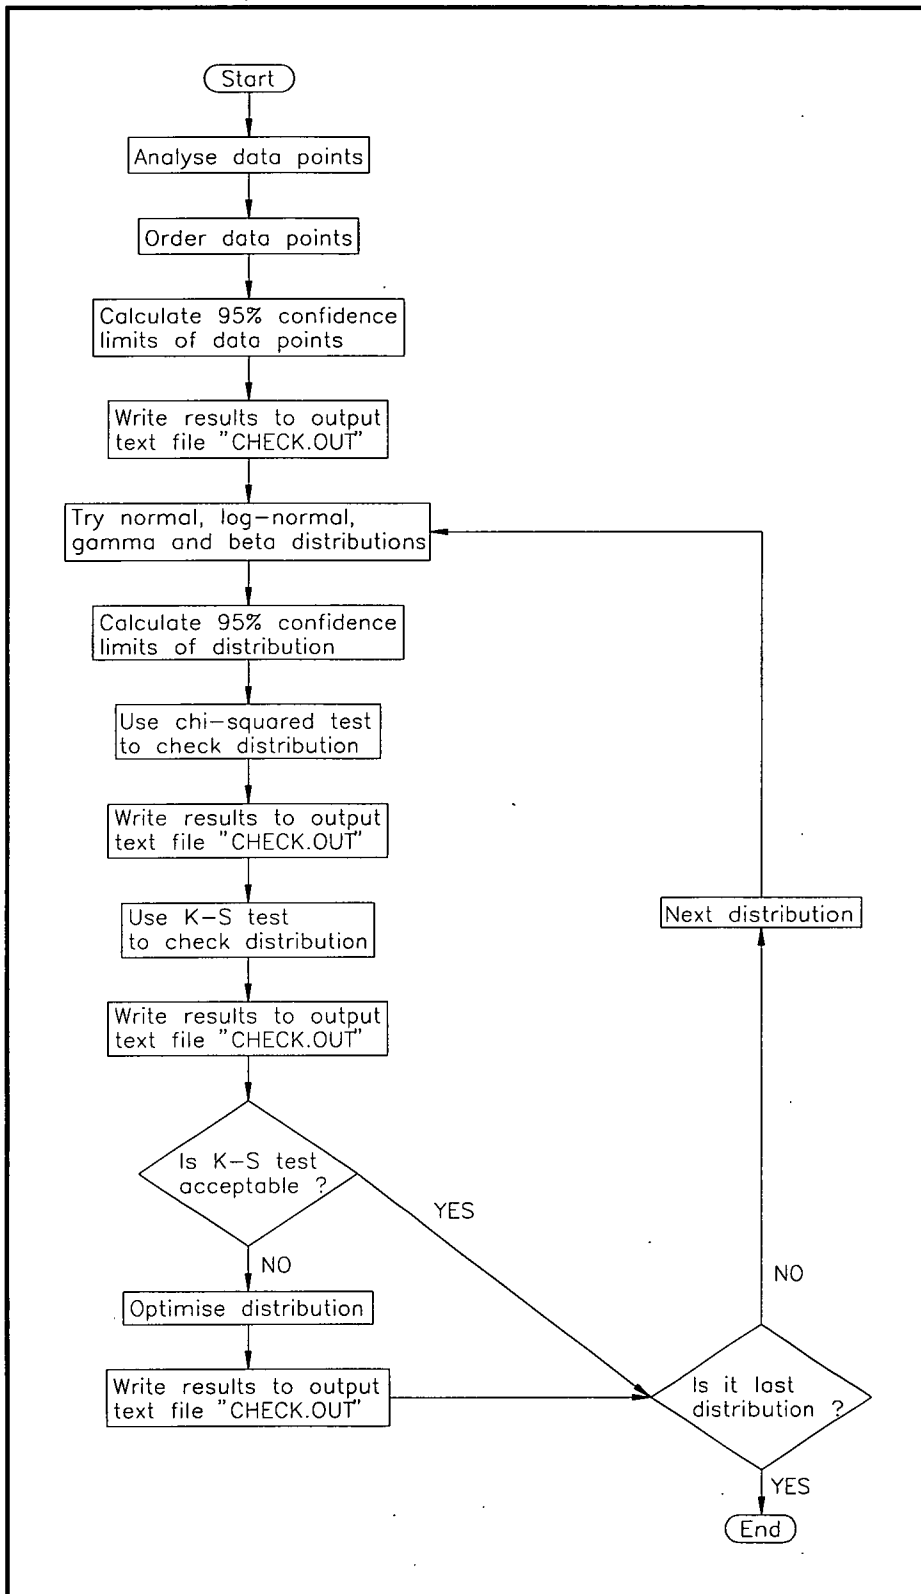 Start
Analyse data points
Order data points
Calculate 95% confidence
limits of data points
Write results to output
text file "CHECK.OUT"
Try normal, log-normal,
gamma and beta distributions
Calculate 95% confidence
limits of distribution
Use chi-squared test
to check distribution
Write results to output
text file "CHECK.OUT"
Use K-S test
to check distribution
Next distribution
Write results to output
text file "CHECK.OUT"
Is K-S test
acceptable ?
YES
NO
NO
Optimise distribution
Write results to output
text file "CHECK.OUT"
Is it last
distribution ?
YES
End